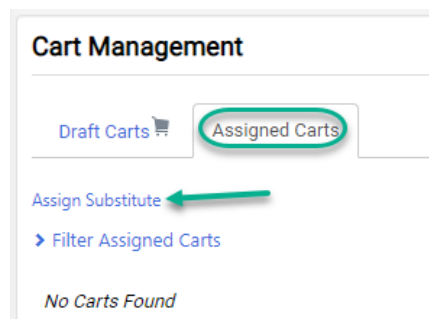 Cart Management
Draft Carts Assigned Carts
Assign Substitute
Filter Assigned Carts
No Carts Found